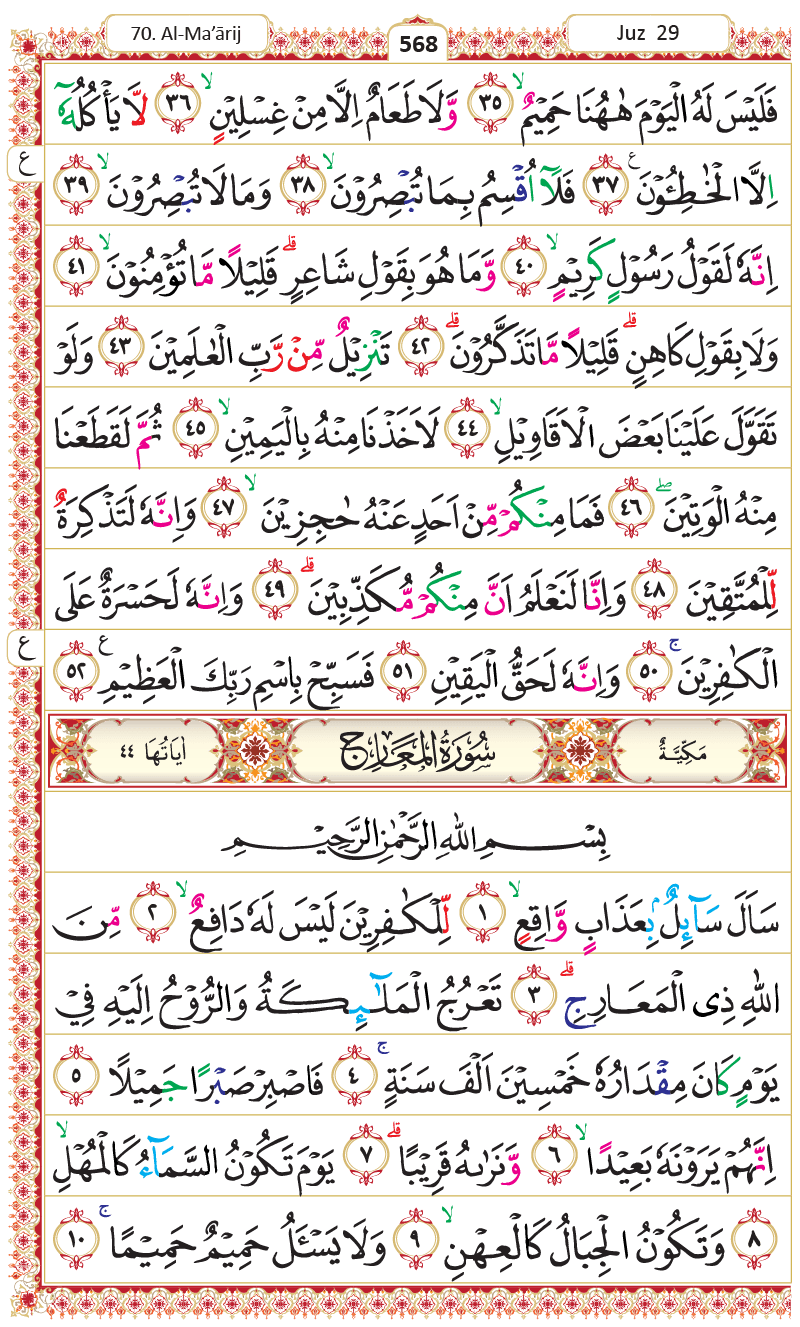 70. Al-Ma’ārij
568
Juz 29
فَلَيْسَ لَهُ الْيَوْمَ هٰهُنَا حَمِيْمٌۙ ٣٥ وَّلَا طَعَامٌ اِلَّا مِنْ غِسْلِيْنٍۙ ٣٦ لَّا يَأْكُلُهٗٓ
اِلَّا الْخٰطِـُٔوْنَ ࣖ ٣٧ فَلَآ اُقْسِمُ بِمَا تُبْصِرُوْنَۙ ٣٨ وَمَا لَا تُبْصِرُوْنَۙ ٣٩
ع
اِنَّهٗ لَقَوْلُ رَسُوْلٍ كَرِيْمٍۙ ٤٠ وَّمَا هُوَ بِقَوْلِ شَاعِرٍۗ قَلِيْلًا مَّا تُؤْمِنُوْنَۙ ٤١
وَلَا بِقَوْلِ كَاهِنٍۗ قَلِيْلًا مَّا تَذَكَّرُوْنَۗ ٤٢ تَنْزِيْلٌ مِّنْ رَّبِّ الْعٰلَمِيْنَ ٤٣ وَلَوْ
تَقَوَّلَ عَلَيْنَا بَعْضَ الْاَقَاوِيْلِۙ ٤٤ لَاَخَذْنَا مِنْهُ بِالْيَمِيْنِۙ ٤٥ ثُمَّ لَقَطَعْنَا
مِنْهُ الْوَتِيْنَۖ ٤٦ فَمَا مِنْكُمْ مِّنْ اَحَدٍ عَنْهُ حٰجِزِيْنَۙ ٤٧ وَاِنَّهٗ لَتَذْكِرَةٌ
لِّلْمُتَّقِيْنَ ٤٨ وَاِنَّا لَنَعْلَمُ اَنَّ مِنْكُمْ مُّكَذِّبِيْنَۗ ٤٩ وَاِنَّهٗ لَحَسْرَةٌ عَلَى
الْكٰفِرِيْنَۚ ٥٠ وَاِنَّهٗ لَحَقُّ الْيَقِيْنِ ٥١ فَسَبِّحْ بِاسْمِ رَبِّكَ الْعَظِيْمِ ࣖ ٥٢
ع
مَكِّيَّةٌ سُوْرَةُ الْمَعَارِجِ اٰيَاتُهَا ٤٤
بِسْمِ اللّٰهِ الرَّحْمٰنِ الرَّحِيْمِ
سَاَلَ سَاۤىِٕلٌۢ بِعَذَابٍ وَّاقِعٍۙ ١ لِّلْكٰفِرِيْنَ لَيْسَ لَهٗ دَافِعٌۙ ٢ مِّنَ
اللّٰهِ ذِى الْمَعَارِجِۗ ٣ تَعْرُجُ الْمَلٰۤىِٕكَةُ وَالرُّوْحُ اِلَيْهِ فِيْ
يَوْمٍ كَانَ مِقْدَارُهٗ خَمْسِيْنَ اَلْفَ سَنَةٍۚ ٤ فَاصْبِرْ صَبْرًا جَمِيْلًا ٥
اِنَّهُمْ يَرَوْنَهٗ بَعِيْدًاۙ ٦ وَّنَرٰىهُ قَرِيْبًاۗ ٧ يَوْمَ تَكُوْنُ السَّمَاۤءُ كَالْمُهْلِۙ
٨ وَتَكُوْنُ الْجِبَالُ كَالْعِهْنِۙ ٩ وَلَا يَسْـَٔلُ حَمِيْمٌ حَمِيْمًاۚ ١٠